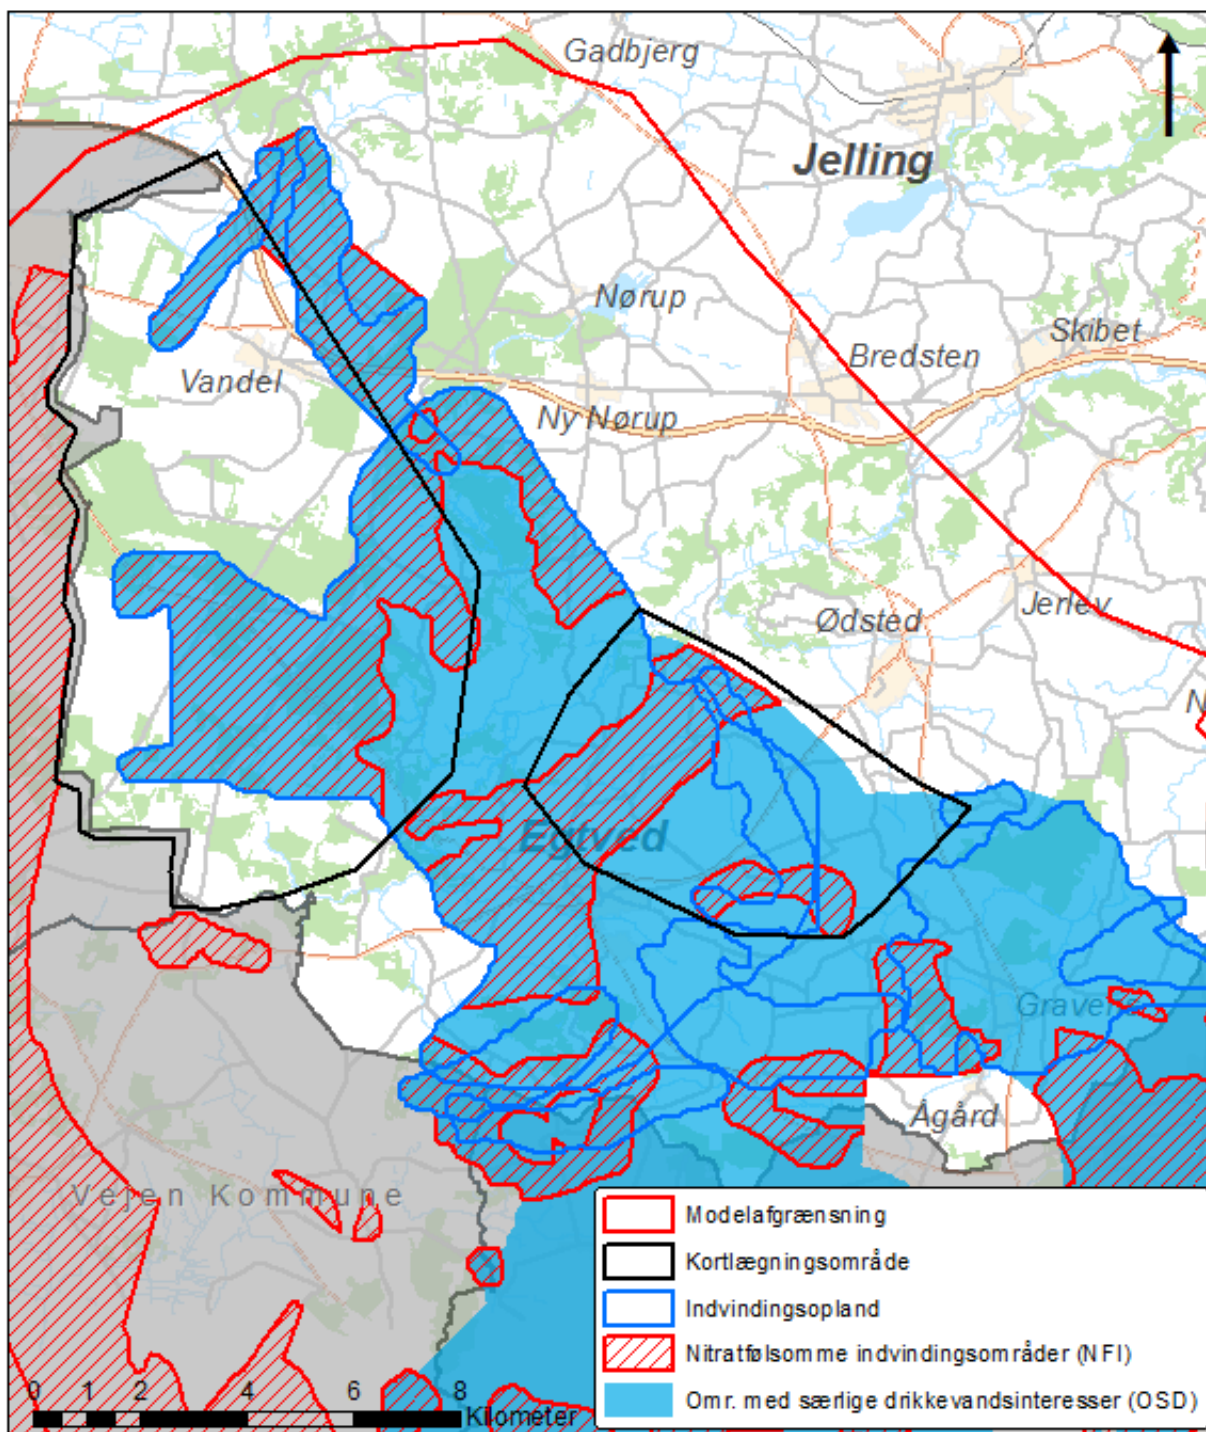 Gadbjerg
Jelling
Nørup
Skibet
Bredsten
Vandel
Ny Nørup
Jerlev
Ødsted
N
Egtved
Graven
Ågård
Vejen Kommune
Modelafgrænsning
Kortlægningsområde
Indvindingsopland
Nitratfølsomme indvindingsområder (NFI)
Omr. med særlige drikkevandsinteresser (OSD)
0 1 2 4 6 8
Kilometer